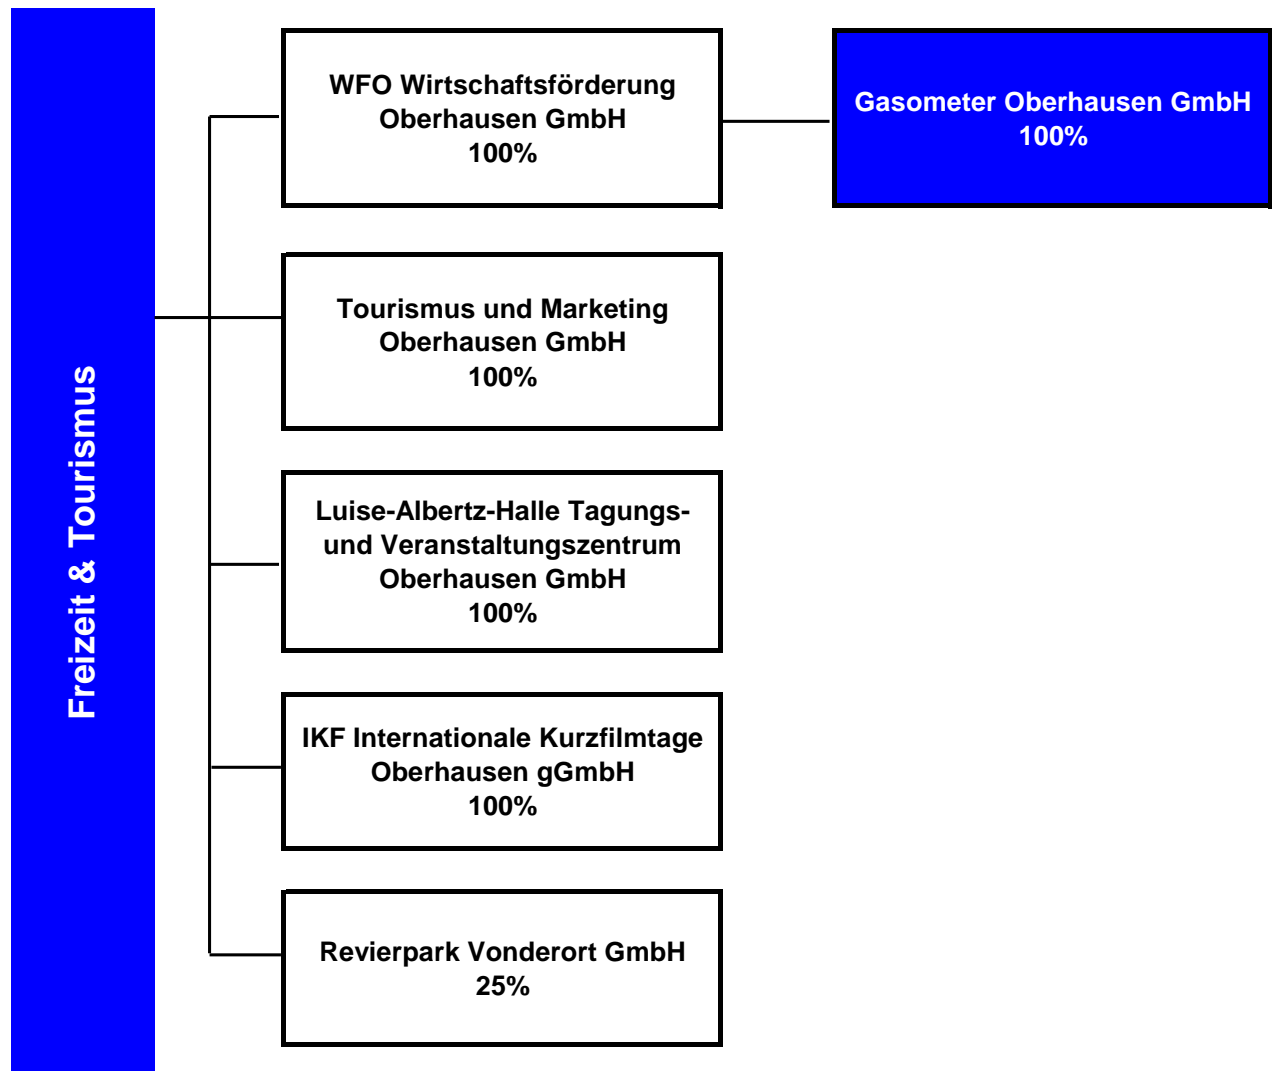 Freizeit & Tourismus
WFO Wirtschaftsförderung
Oberhausen GmbH
100%
Gasometer Oberhausen GmbH
100%
Tourismus und Marketing
Oberhausen GmbH
100%
Luise-Albertz-Halle Tagungs-
und Veranstaltungszentrum
Oberhausen GmbH
100%
IKF Internationale Kurzfilmtage
Oberhausen gGmbH
100%
Revierpark Vonderort GmbH
25%